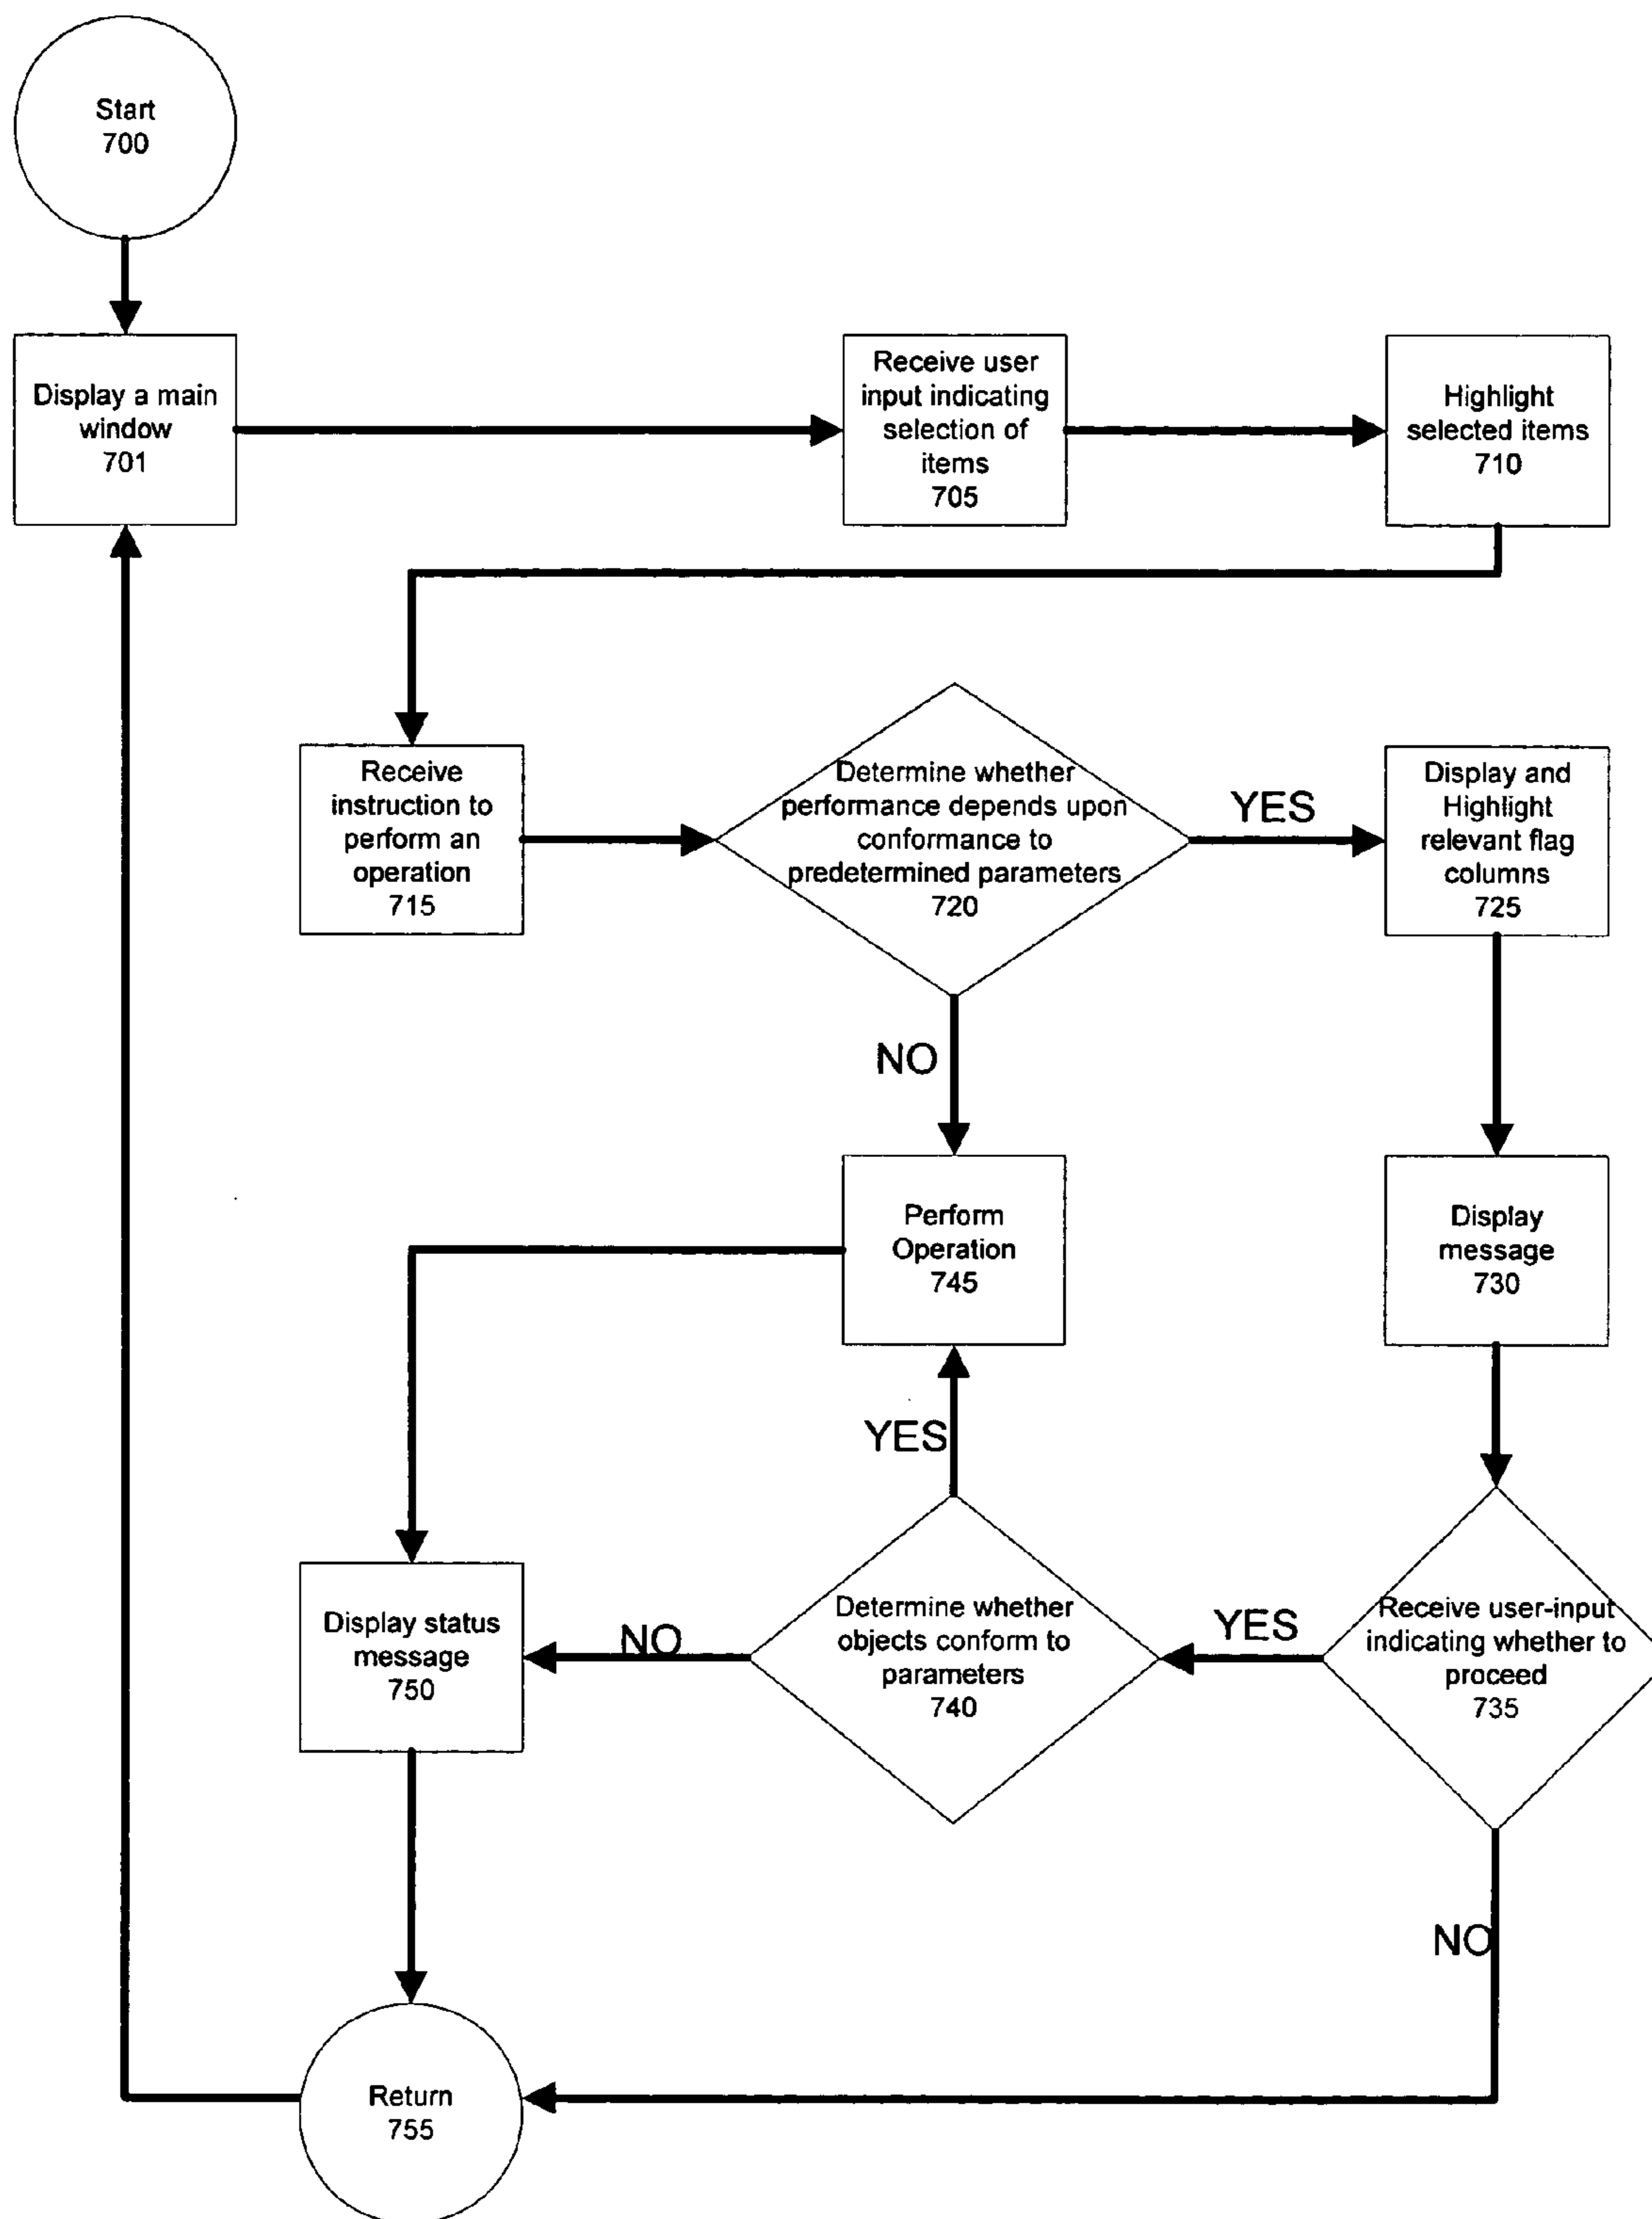 Start
700
Display a main
window
701
Receive user
input indicating
selection of
items
705
Highlight
selected items
710
Receive
instruction to
perform an
operation
715
Determine whether
performance depends upon
conformance to
predetermined parameters
720
YES
Display and
Highlight
relevant flag
columns
725
NO
Perform
Operation
745
Display
message
730
YES
Display status
message
750
NO
Determine whether
objects conform to
parameters
740
YES
Receive user-input
indicating whether to
proceed
735
NO
Return
755